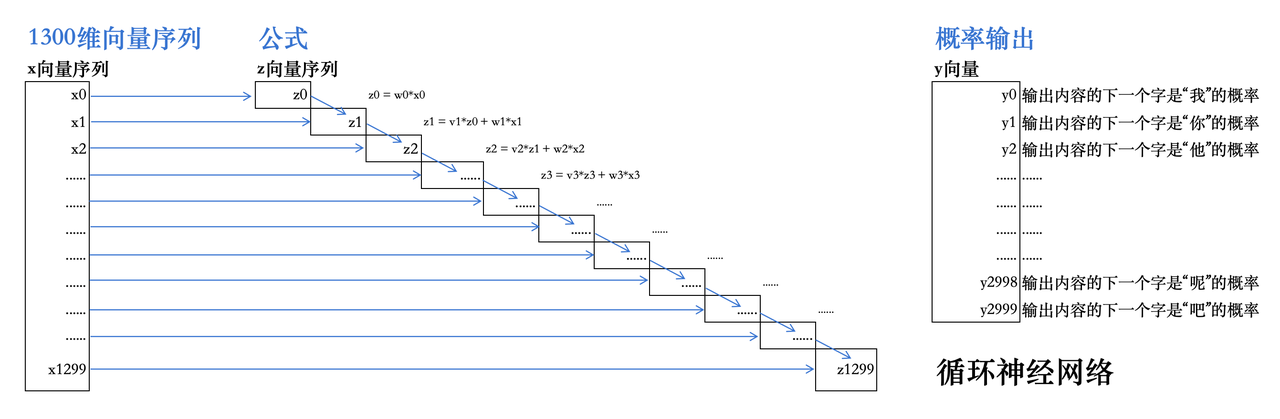 1300维向量序列
公式
概率输出
x向量序列
z向量序列
y向量
x0
z0
z0 = w0*x0
y0 输出内容的下一个字是“我”的概率
x1
z1
z1 = v1*z0 + w1*x1
y1 输出内容的下一个字是“你”的概率
x2
z2
z2 = v2*z1 + w2*x2
y2 输出内容的下一个字是“他”的概率
......
......
z3 = v3*z3 + w3*x3
...... ......
......
......
......
...... ......
......
......
......
...... ......
......
......
......
...... ......
......
......
......
y2998 输出内容的下一个字是“呢”的概率
......
......
......
y2999 输出内容的下一个字是“吧”的概率
......
......
x1299
z1299
循环神经网络